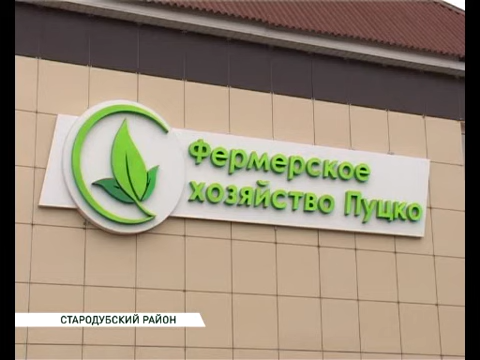 Фермерское
хозяйство Пуцко
СТАРОДУБСКИЙ РАЙОН